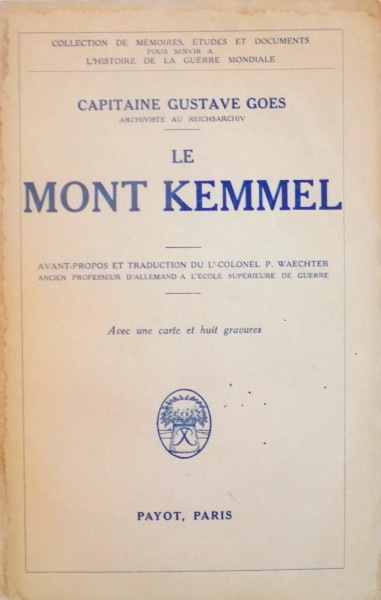 COLLECTION DE MÉMOIRES, ETUDES ET DOCUMENTS
POUR SERVIR A
L'HISTOIRE DE LA GUERRE MONDIALE
CAPITAINE GUSTAVE GOES
ARCHIVISTE AU REICHSARCHIV
LE
MONT KEMMEL
AVANT-PROPOS ET TRADUCTION DU Lᵗ-COLONEL P. WAECHTER
ANCIEN PROFESSEUR D'ALLEMAND A L'ÉCOLE SUPÉRIEURE DE GUERRE
Avec une carte et huit gravures
PAYOT, PARIS